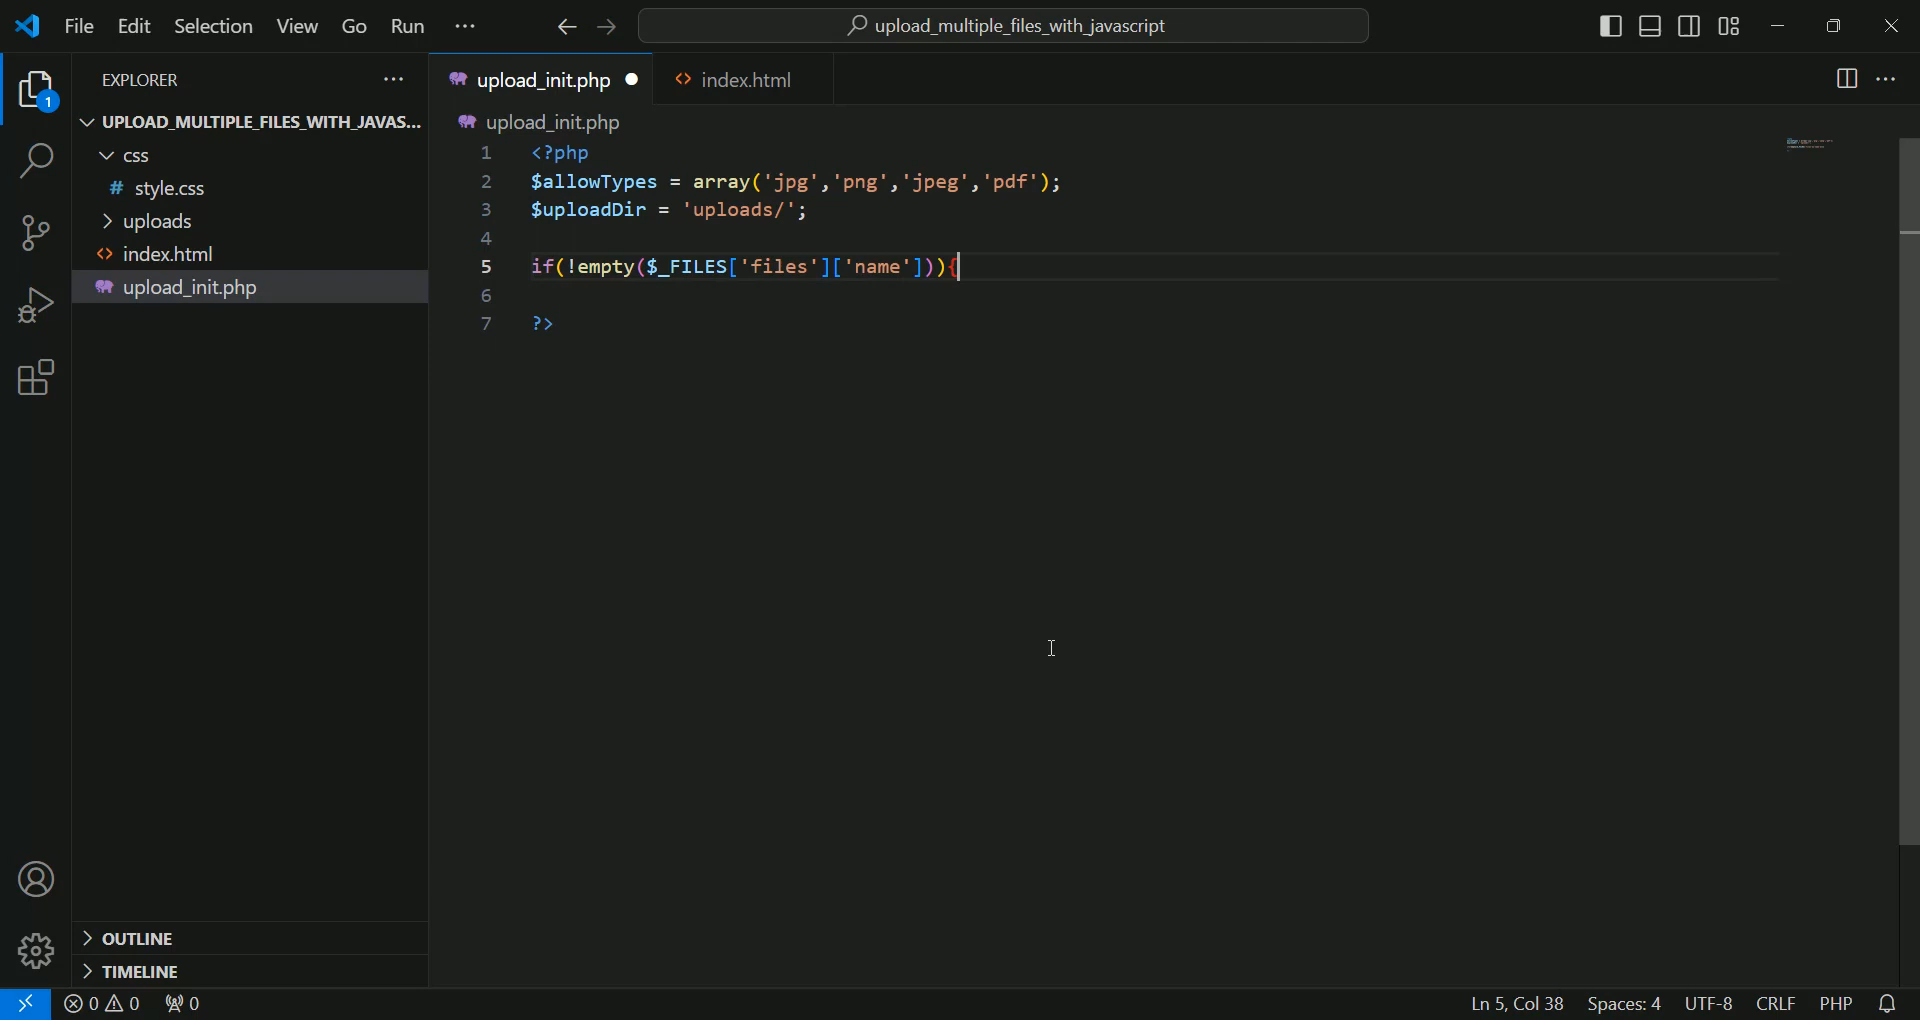 File Edit Selection View Go Run ···
upload_multiple_files_with_javascript
EXPLORER ···
upload_init.php
index.html
1
UPLOAD_MULTIPLE_FILES_WITH_JAVAS...
css
# style.css
uploads
<> index.html
upload_init.php
upload_init.php
1 <?php
2 $allowTypes = array('jpg','png','jpeg','pdf');
3 $uploadDir = 'uploads/';
4
5 if(!empty($_FILES['files']['name'])){
6
7 ?>
OUTLINE
TIMELINE
0 0 0
Ln 5, Col 38 Spaces: 4 UTF-8 CRLF PHP